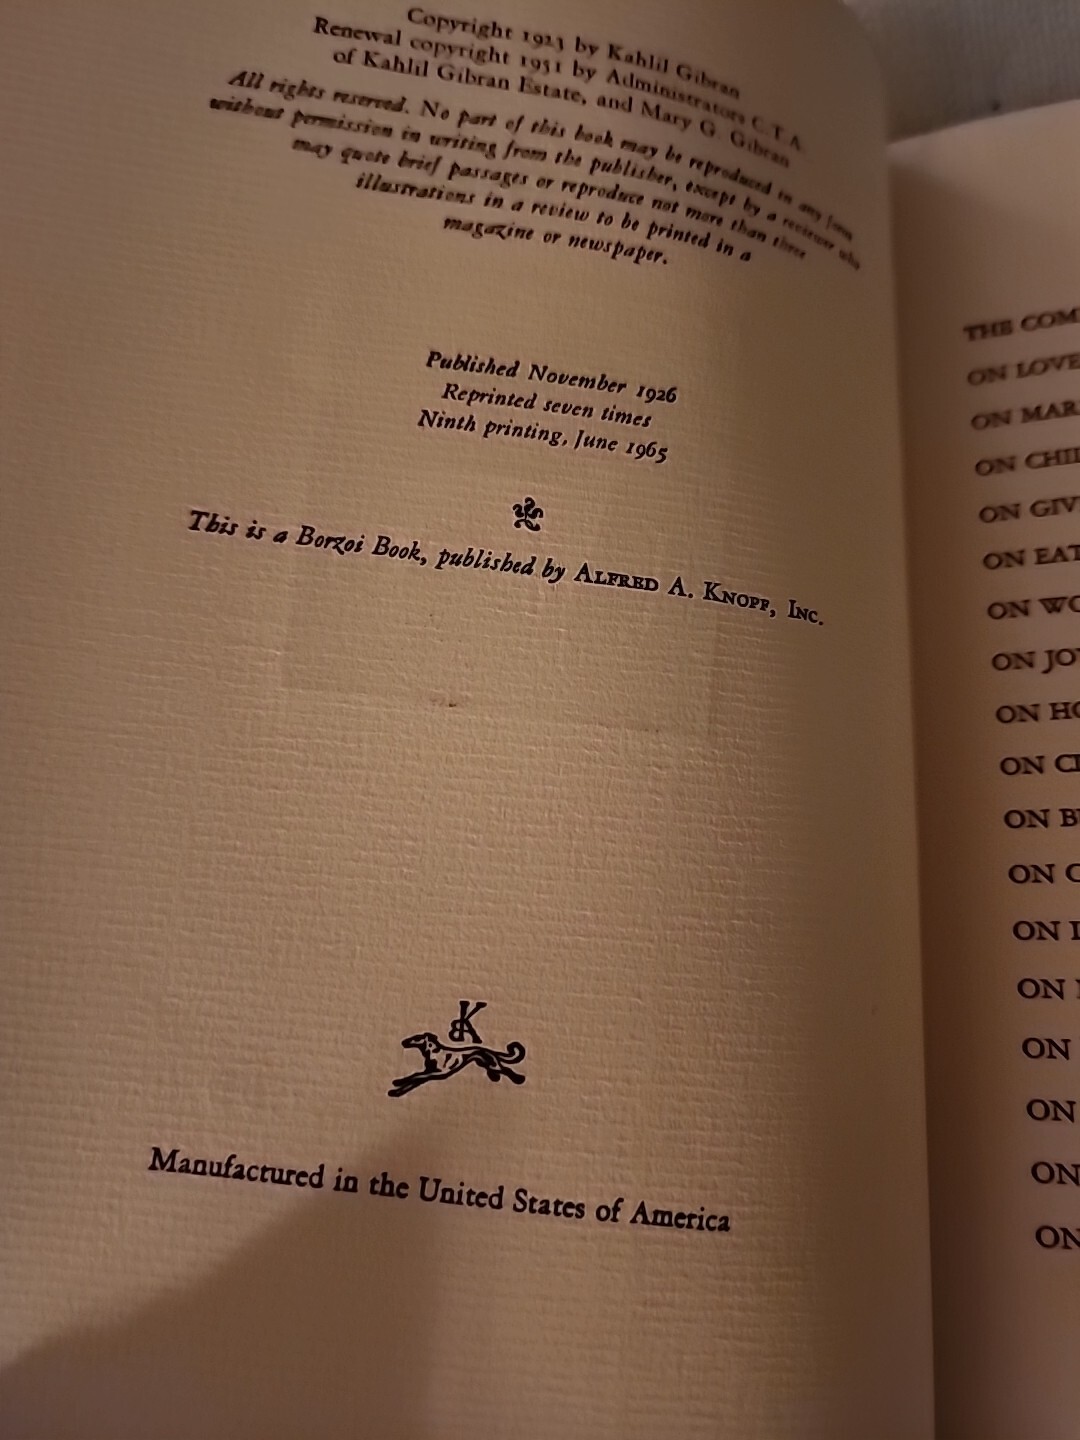 Copyright 1923 by Kahlil Gibran
Renewal copyright 1951 by Administrators C. T. A.
of Kahlil Gibran Estate, and Mary G. Gibran
All rights reserved. No part of this book may be reproduced in any form
without permission in writing from the publisher, except by a reviewer who
may quote brief passages or reproduce not more than three
illustrations in a review to be printed in a
magazine or newspaper.
Published November 1926
Reprinted seven times
Ninth printing, June 1965
This is a Borzoi Book, published by ALFRED A. KNOPF, INC.
BK
Manufactured in the United States of America
THE COM
ON LOVE
ON MAR
ON CHIL
ON GIV
ON EAT
ON WO
ON JOY
ON HO
ON CL
ON B
ON C
ON L
ON
ON
ON
ON
ON